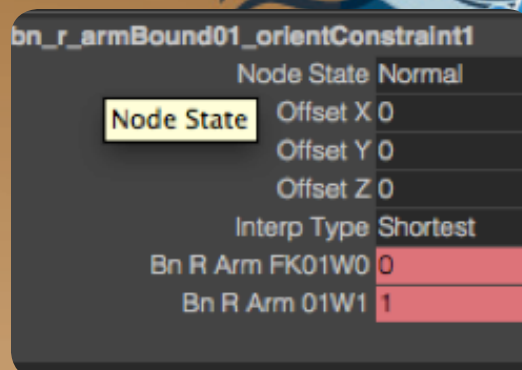 bn_r_armBound01_orientConstraint1
Node State Normal
Node State
Offset X 0
Offset Y 0
Offset Z 0
Interp Type Shortest
Bn R Arm FK01W0 0
Bn R Arm 01W1 1